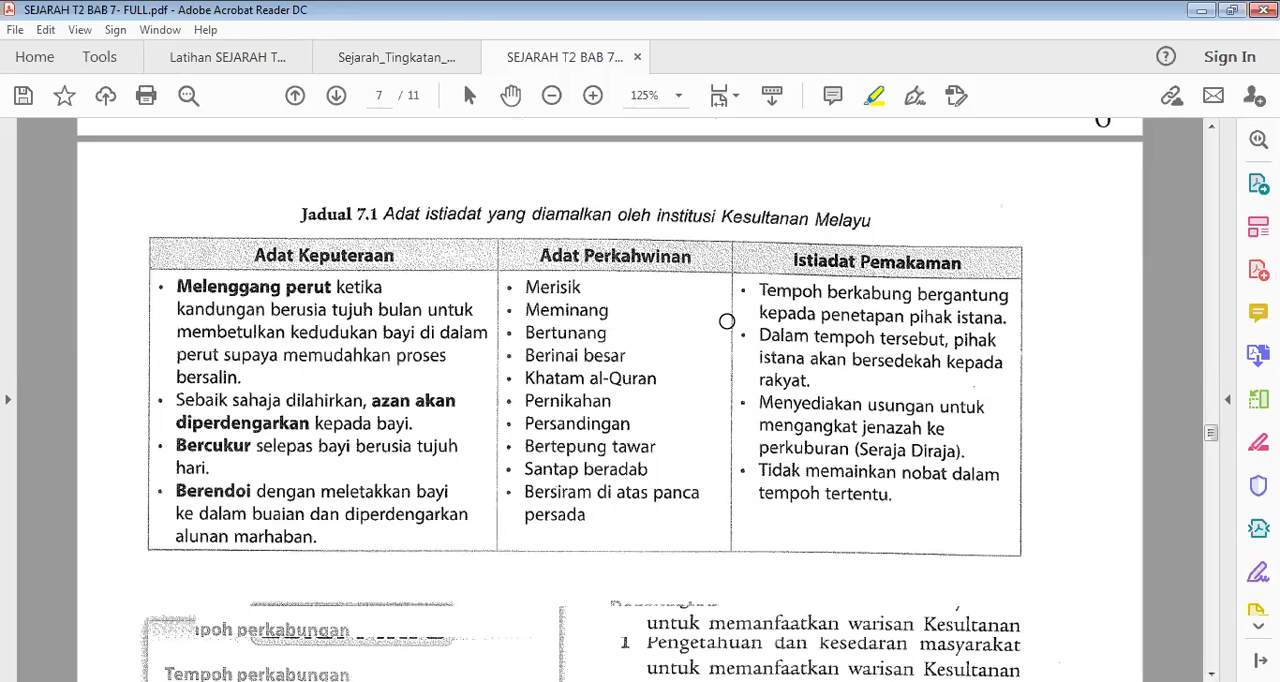 SEJARAH T2 BAB 7- FULL.pdf - Adobe Acrobat Reader DC
File Edit View Sign Window Help
Home Tools Latihan SEJARAH T... Sejarah_Tingkatan_... SEJARAH T2 BAB 7... × Sign In
7 / 11 125%
Jadual 7.1 Adat istiadat yang diamalkan oleh institusi Kesultanan Melayu
Adat Keputeraan
• Melenggang perut ketika
kandungan berusia tujuh bulan untuk
membetulkan kedudukan bayi di dalam
perut supaya memudahkan proses
bersalin.
• Sebaik sahaja dilahirkan, azan akan
diperdengarkan kepada bayi.
• Bercukur selepas bayi berusia tujuh
hari.
• Berendoi dengan meletakkan bayi
ke dalam buaian dan diperdengarkan
alunan marhaban.
Adat Perkahwinan
• Merisik
• Meminang
• Bertunang
• Berinai besar
• Khatam al-Quran
• Pernikahan
• Persandingan
• Bertepung tawar
• Santap beradab
• Bersiram di atas panca
persada
Istiadat Pemakaman
• Tempoh berkabung bergantung
kepada penetapan pihak istana.
• Dalam tempoh tersebut, pihak
istana akan bersedekah kepada
rakyat.
• Menyediakan usungan untuk
mengangkat jenazah ke
perkuburan (Seraja Diraja).
• Tidak memainkan nobat dalam
tempoh tertentu.
perkabungan
Tempoh perkabungan
untuk memanfaatkan warisan Kesultanan
1 Pengetahuan dan kesedaran masyarakat
untuk memanfaatkan warisan Kesultanan